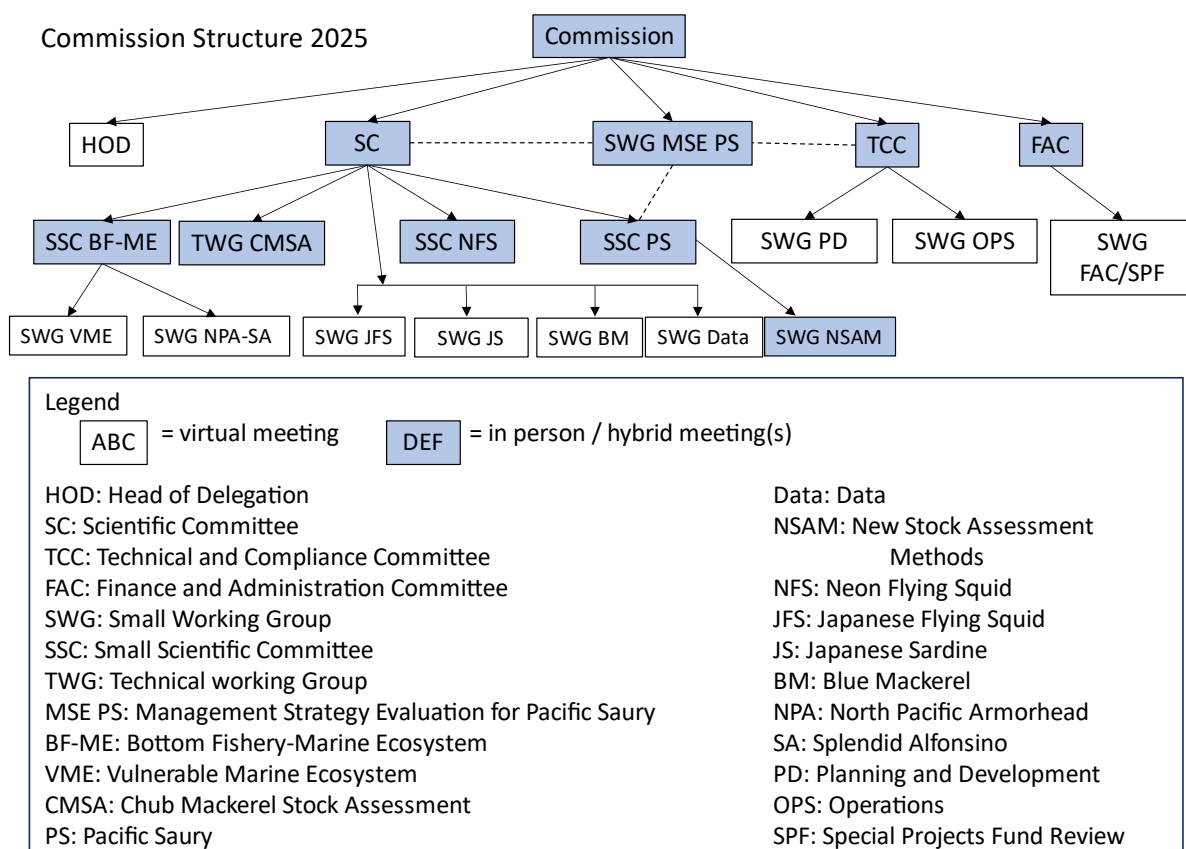 Commission Structure 2025
Commission
HOD
SC
SWG MSE PS
TCC
FAC
SSC BF-ME
TWG CMSA
SSC NFS
SSC PS
SWG PD
SWG OPS
SWG
FAC/SPF
SWG VME
SWG NPA-SA
SWG JFS
SWG JS
SWG BM
SWG Data
SWG NSAM
Legend
ABC
= virtual meeting
DEF
= in person / hybrid meeting(s)
HOD: Head of Delegation
SC: Scientific Committee
TCC: Technical and Compliance Committee
FAC: Finance and Administration Committee
SWG: Small Working Group
SSC: Small Scientific Committee
TWG: Technical working Group
MSE PS: Management Strategy Evaluation for Pacific Saury
BF-ME: Bottom Fishery-Marine Ecosystem
VME: Vulnerable Marine Ecosystem
CMSA: Chub Mackerel Stock Assessment
PS: Pacific Saury
Data: Data
NSAM: New Stock Assessment
Methods
NFS: Neon Flying Squid
JFS: Japanese Flying Squid
JS: Japanese Sardine
BM: Blue Mackerel
NPA: North Pacific Armorhead
SA: Splendid Alfonsino
PD: Planning and Development
OPS: Operations
SPF: Special Projects Fund Review